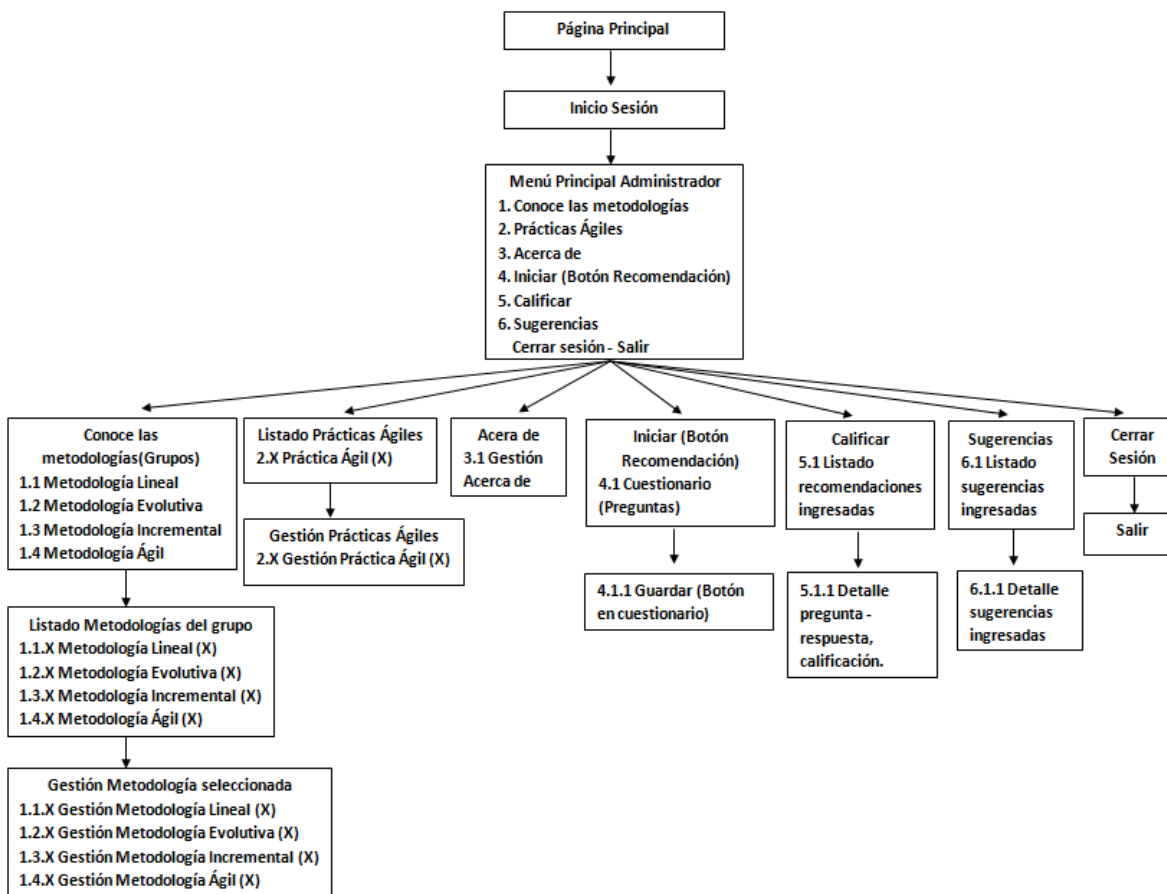 Página Principal
Inicio Sesión
Menú Principal Administrador
1. Conoce las metodologías
2. Prácticas Ágiles
3. Acerca de
4. Iniciar (Botón Recomendación)
5. Calificar
6. Sugerencias
Cerrar sesión - Salir
Conoce las
metodologías(Grupos)
1.1 Metodología Lineal
1.2 Metodología Evolutiva
1.3 Metodología Incremental
1.4 Metodología Ágil
Listado Metodologías del grupo
1.1.X Metodología Lineal (X)
1.2.X Metodología Evolutiva (X)
1.3.X Metodología Incremental (X)
1.4.X Metodología Ágil (X)
Gestión Metodología seleccionada
1.1.X Gestión Metodología Lineal (X)
1.2.X Gestión Metodología Evolutiva (X)
1.3.X Gestión Metodología Incremental (X)
1.4.X Gestión Metodología Ágil (X)
Listado Prácticas Ágiles
2.X Práctica Ágil (X)
Gestión Prácticas Ágiles
2.X Gestión Práctica Ágil (X)
Acera de
3.1 Gestión
Acerca de
Iniciar (Botón
Recomendación)
4.1 Cuestionario
(Preguntas)
4.1.1 Guardar (Botón
en cuestionario)
Calificar
5.1 Listado
recomendaciones
ingresadas
5.1.1 Detalle
pregunta -
respuesta,
calificación.
Sugerencias
6.1 Listado
sugerencias
ingresadas
6.1.1 Detalle
sugerencias
ingresadas
Cerrar
Sesión
Salir